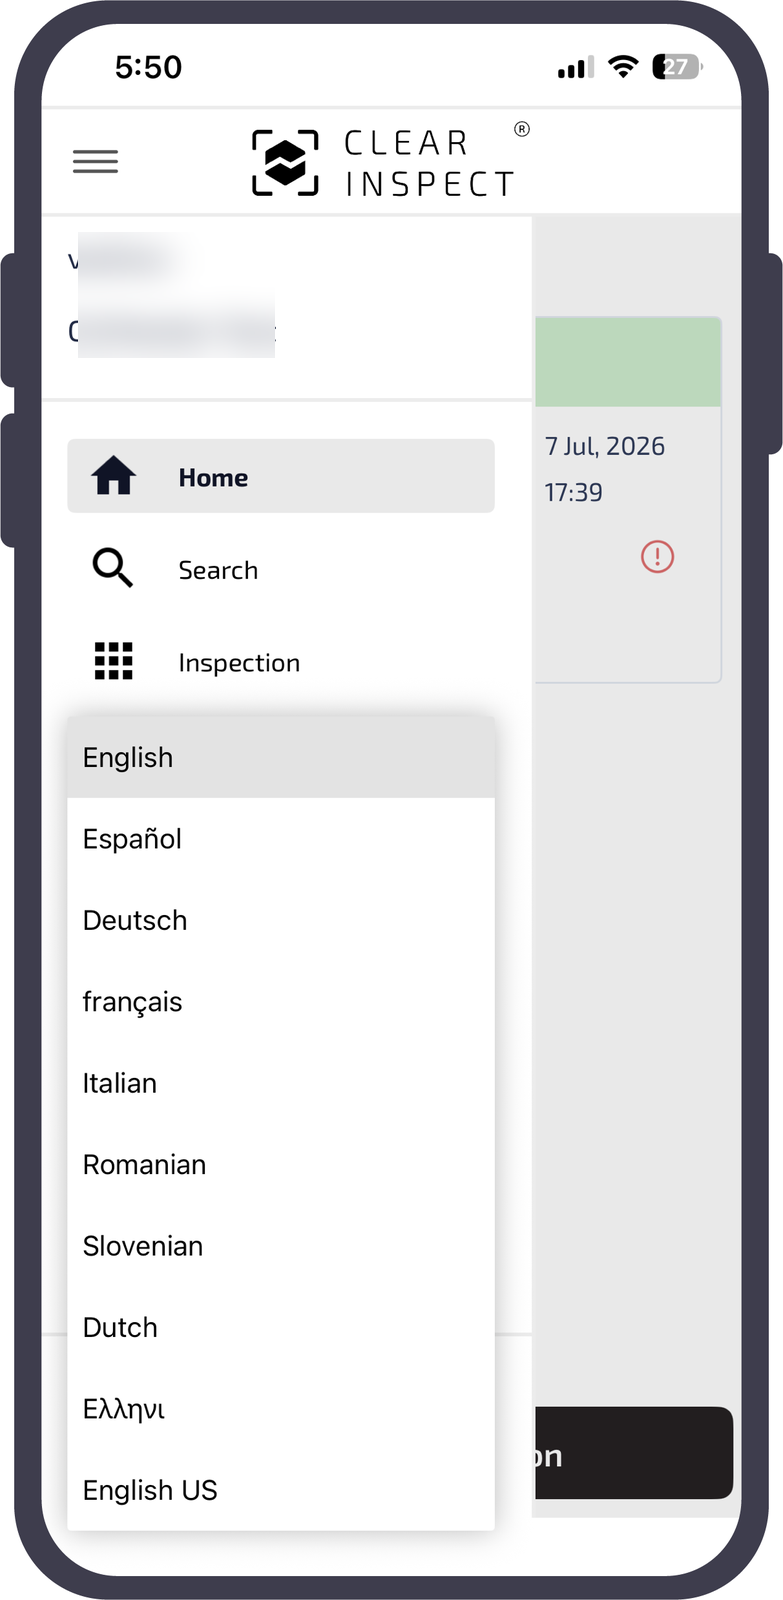 5:50
27
CLEAR
INSPECT
®
7 Jul, 2026
17:39
Home
Search
Inspection
English
Español
Deutsch
français
Italian
Romanian
Slovenian
Dutch
Ελληνι
English US
on